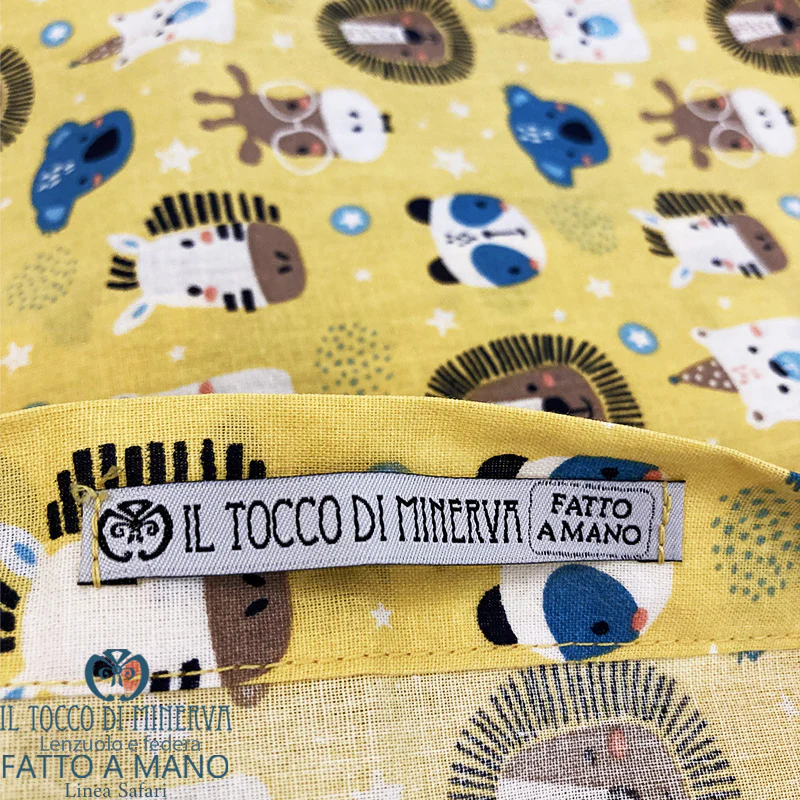 IL TOCCO DI MINERVA
FATTO
A MANO
IL TOCCO DI MINERVA
Lenzuolo e federa
FATTO A MANO
Linea Safari